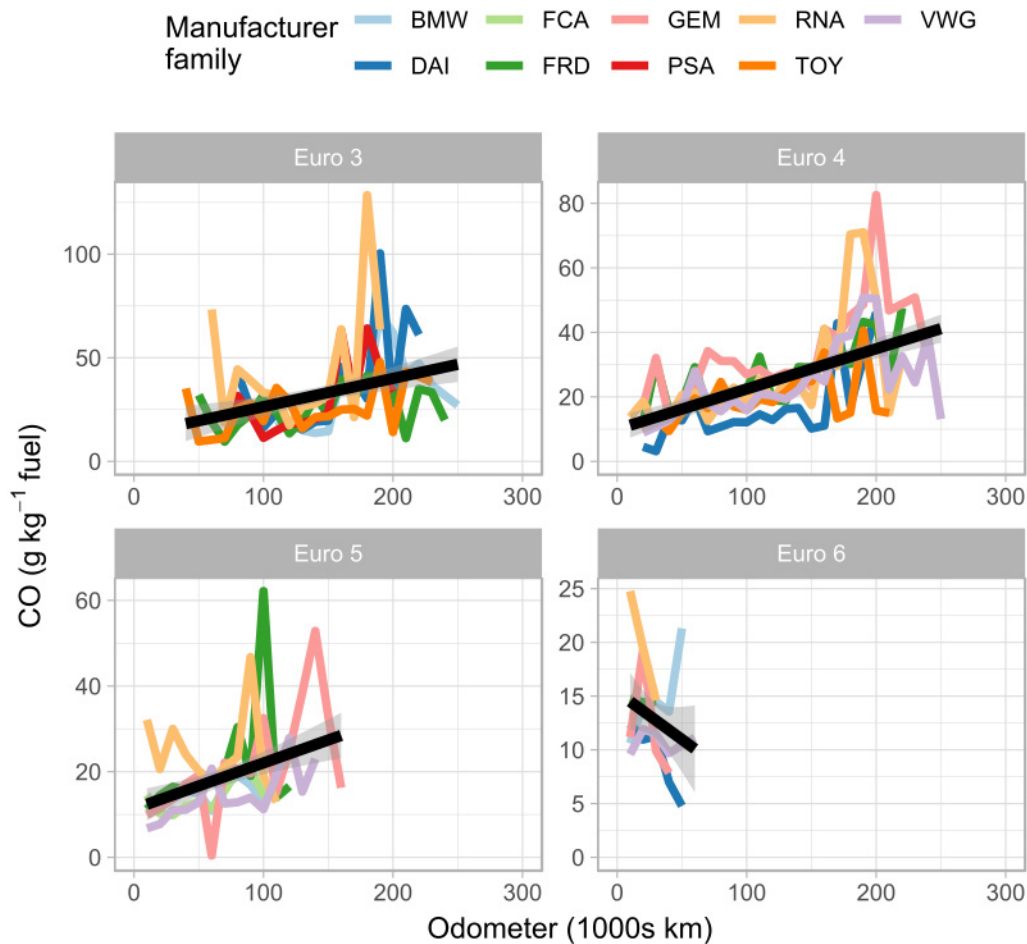 Manufacturer family
BMW FCA GEM RNA VWG
DAI FRD PSA TOY
Euro 3 Euro 4
100
50
0
80
60
40
20
0
0 100 200 300 0 100 200 300
Euro 5 Euro 6
60
40
20
0
25
20
15
10
5
0
0 100 200 300 0 100 200 300
CO (g kg⁻¹ fuel)
Odometer (1000s km)